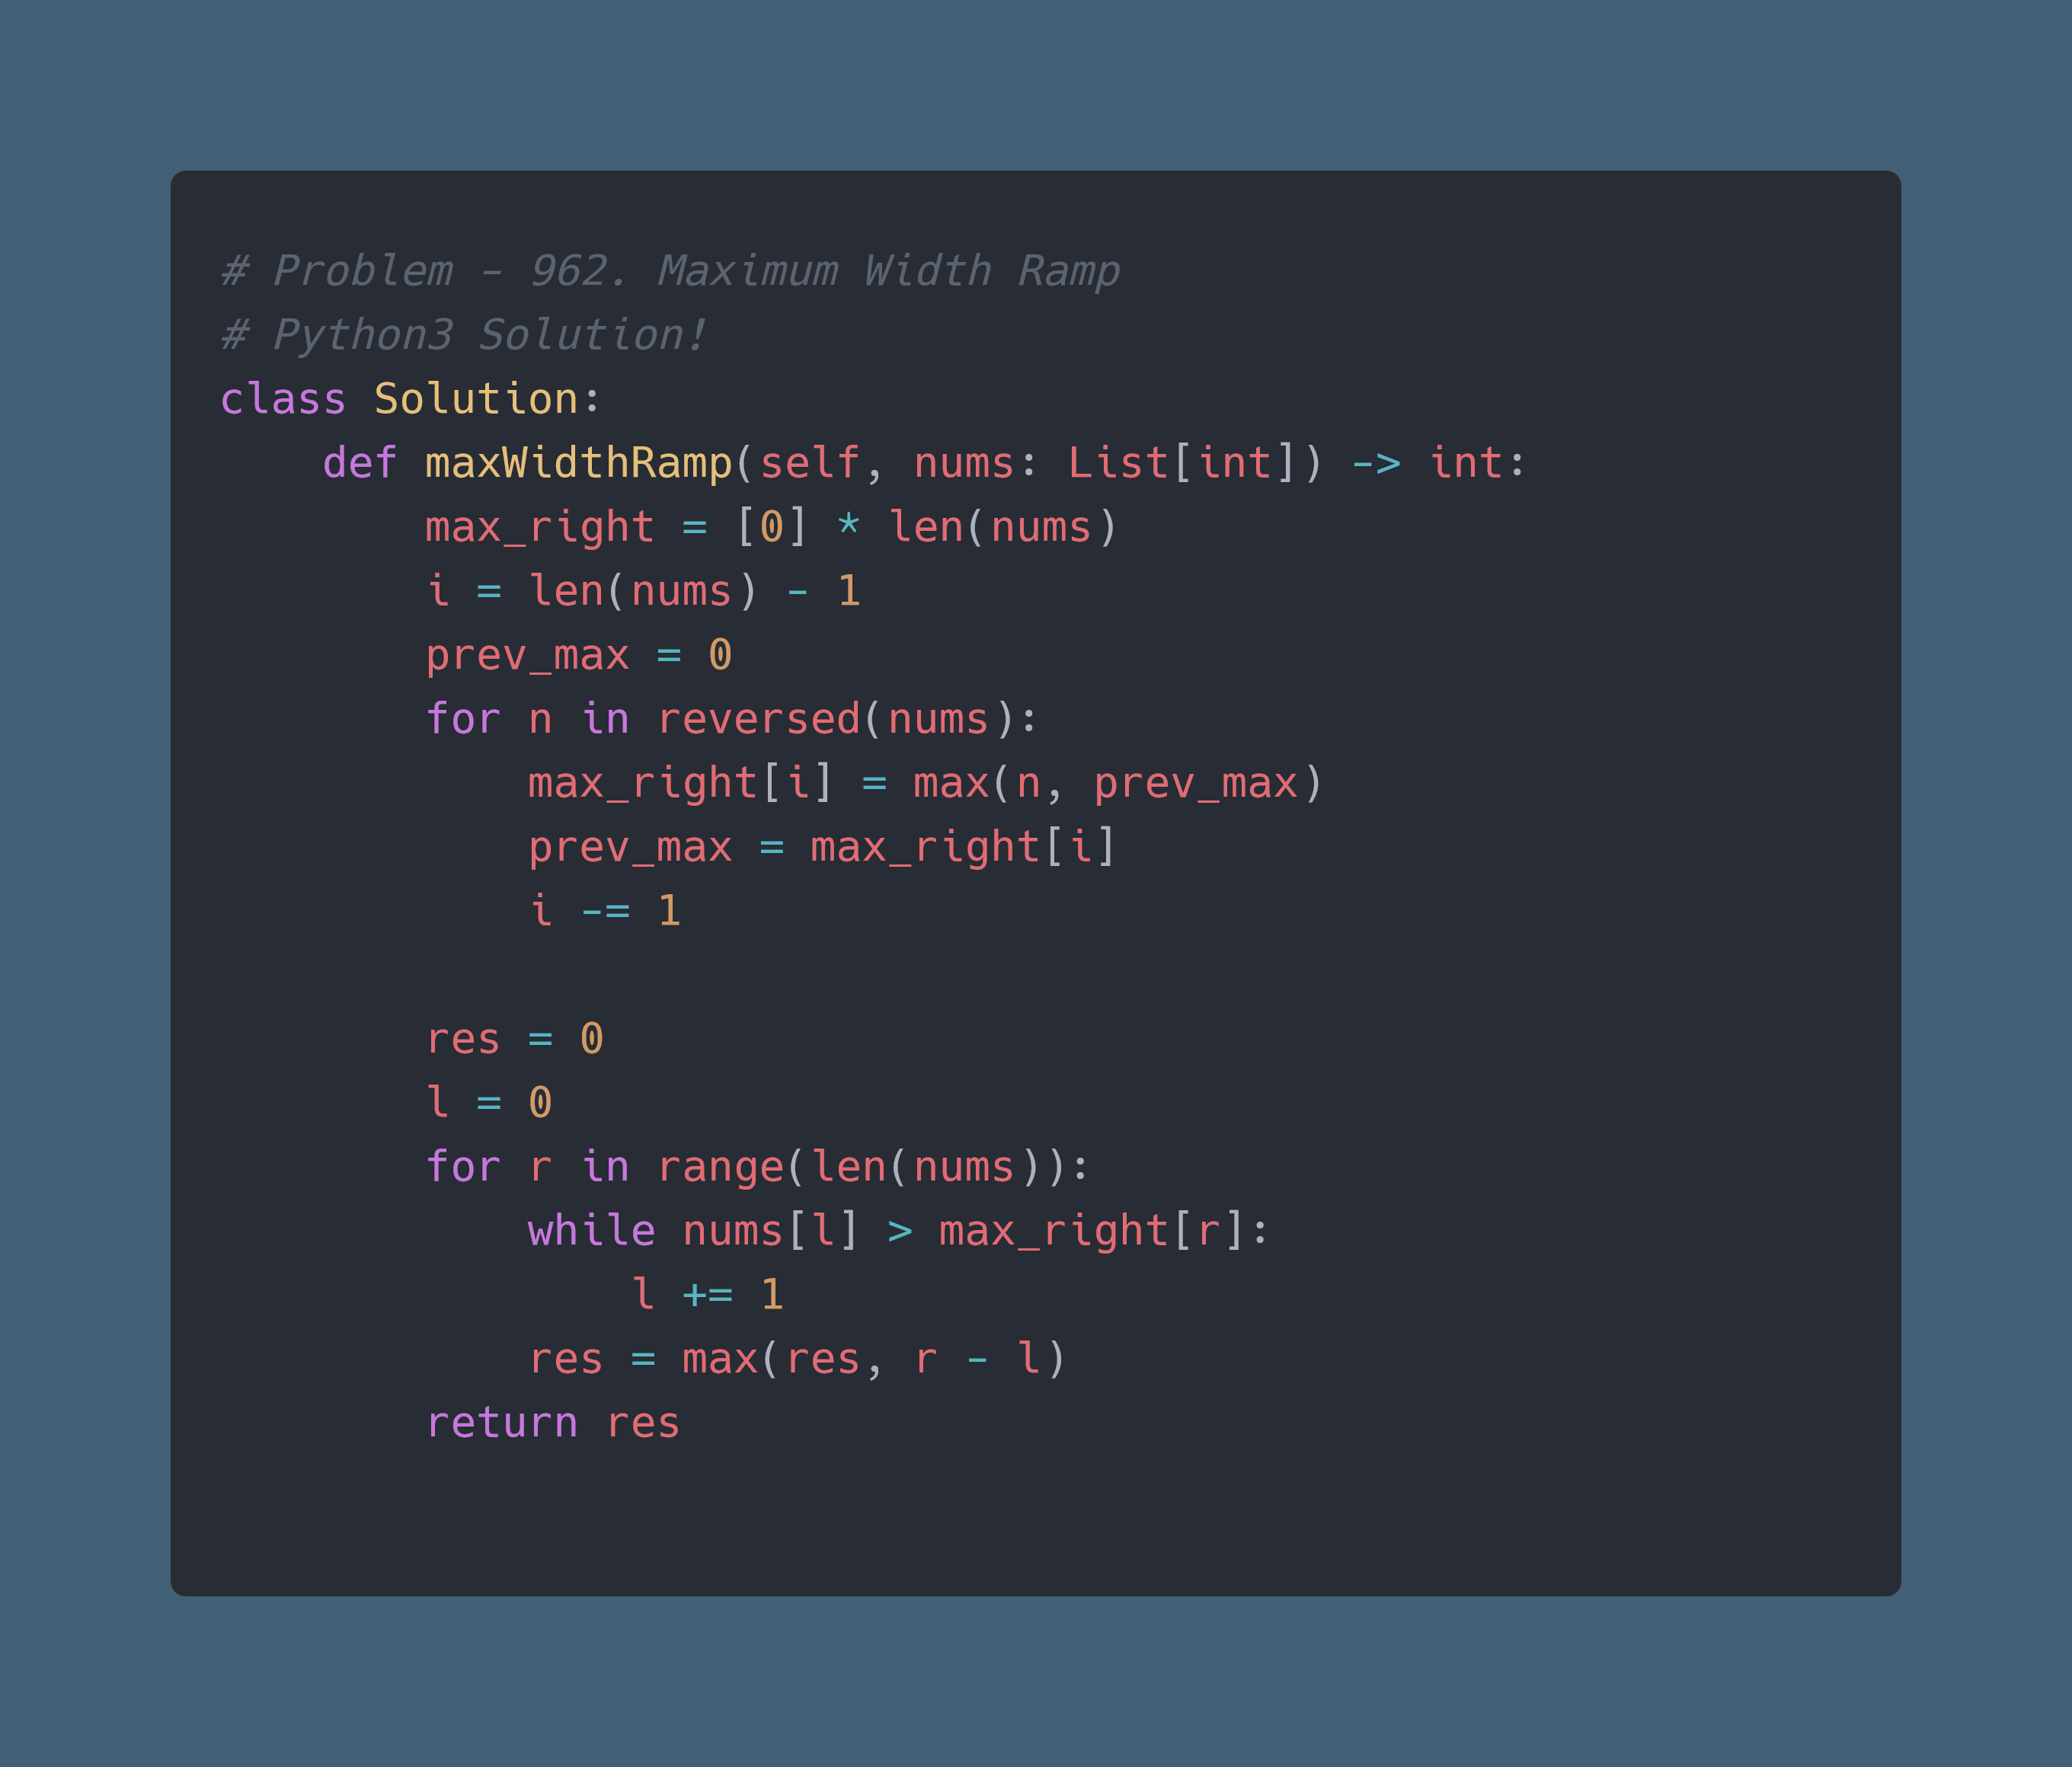 # Problem - 962. Maximum Width Ramp
# Python3 Solution!
class Solution:
    def maxWidthRamp(self, nums: List[int]) -> int:
        max_right = [0] * len(nums)
        i = len(nums) - 1
        prev_max = 0
        for n in reversed(nums):
            max_right[i] = max(n, prev_max)
            prev_max = max_right[i]
            i -= 1

        res = 0
        l = 0
        for r in range(len(nums)):
            while nums[l] > max_right[r]:
                l += 1
            res = max(res, r - l)
        return res